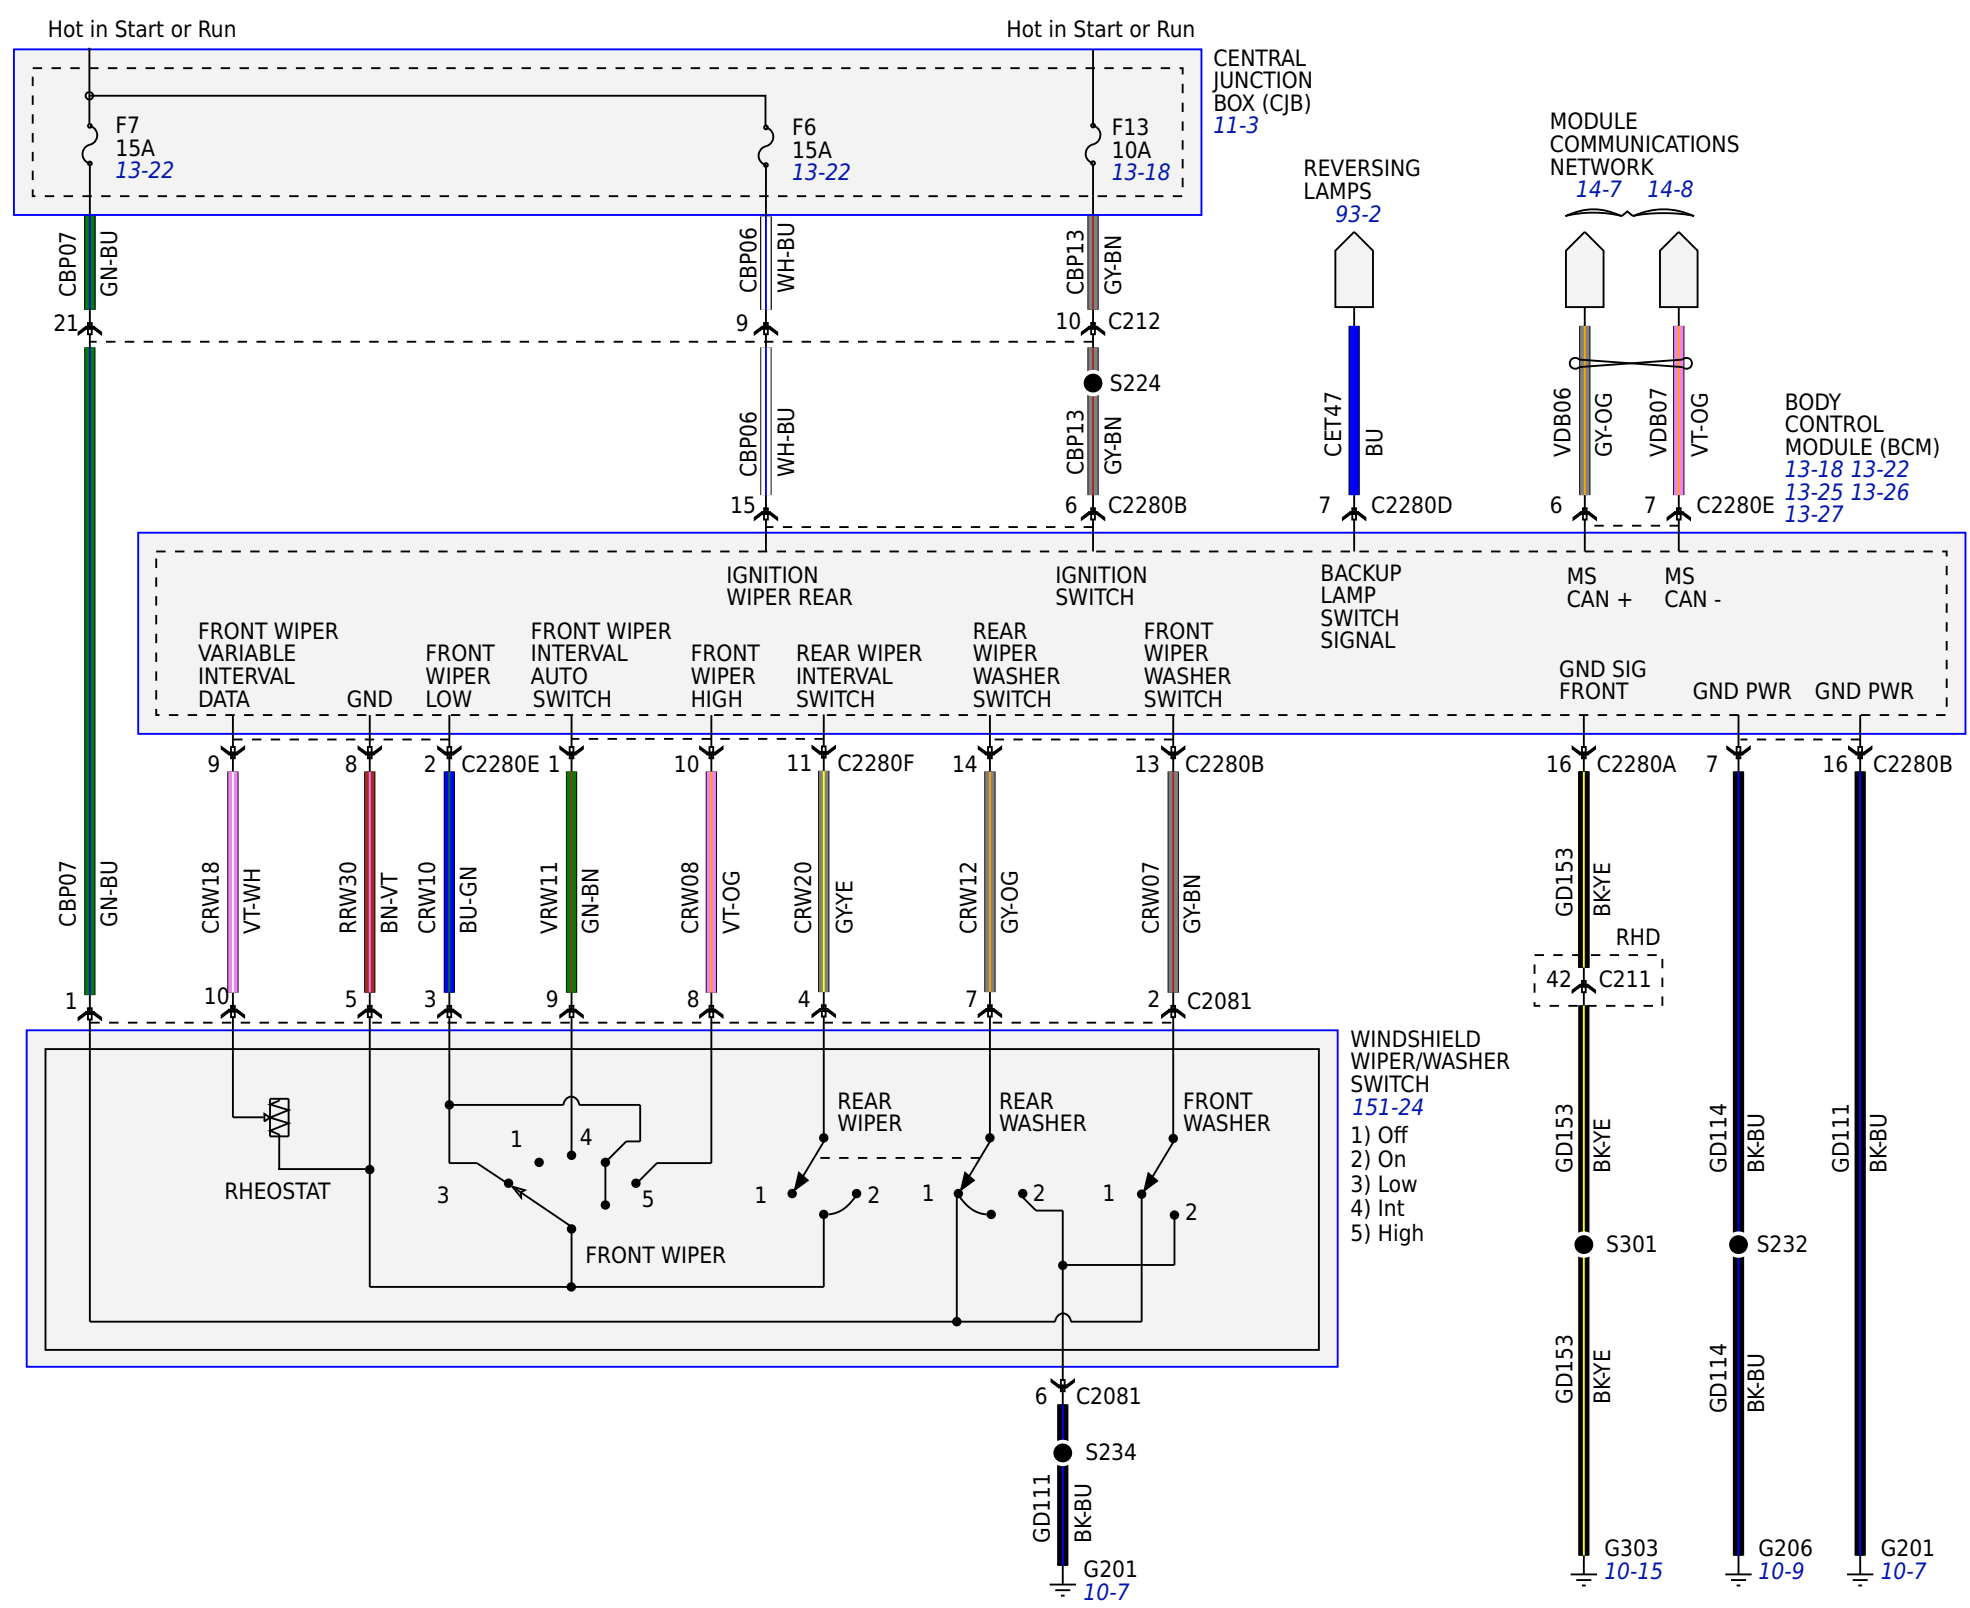 Hot in Start or Run
Hot in Start or Run
CENTRAL
JUNCTION
BOX (CJB)
11-3
F7
15A
13-22
F6
15A
13-22
F13
10A
13-18
REVERSING
LAMPS
93-2
MODULE
COMMUNICATIONS
NETWORK
14-7 14-8
CBP07
GN-BU
CBP06
WH-BU
CBP13
GY-BN
21
9
10
C212
S224
CBP06
WH-BU
CBP13
GY-BN
CET47
BU
VDB06
GY-OG
VDB07
VT-OG
BODY
CONTROL
MODULE (BCM)
13-18 13-22
13-25 13-26
13-27
15
6
C2280B
7
C2280D
6
7
C2280E
IGNITION
WIPER REAR
IGNITION
SWITCH
BACKUP
LAMP
SWITCH
SIGNAL
MS
CAN +
MS
CAN -
FRONT WIPER
VARIABLE
INTERVAL
DATA
GND
FRONT
WIPER
LOW
FRONT WIPER
INTERVAL
AUTO
SWITCH
FRONT
WIPER
HIGH
REAR WIPER
INTERVAL
SWITCH
REAR
WIPER
WASHER
SWITCH
FRONT
WIPER
WASHER
SWITCH
GND SIG
FRONT
GND PWR
GND PWR
9
8
2
C2280E
1
10
11
C2280F
14
13
C2280B
16
C2280A
7
16
C2280B
CBP07
GN-BU
CRW18
VT-WH
RRW30
BN-VT
CRW10
BU-GN
VRW11
GN-BN
CRW08
VT-OG
CRW20
GY-YE
CRW12
GY-OG
CRW07
GY-BN
GD153
BK-YE
RHD
42
C211
1
10
5
3
9
8
4
7
2
C2081
WINDSHIELD
WIPER/WASHER
SWITCH
151-24
1) Off
2) On
3) Low
4) Int
5) High
RHEOSTAT
1
4
3
5
FRONT WIPER
REAR
WIPER
1
2
REAR
WASHER
1
2
FRONT
WASHER
1
2
GD153
BK-YE
GD114
BK-BU
GD111
BK-BU
S301
S232
GD153
BK-YE
GD114
BK-BU
6
C2081
S234
GD111
BK-BU
G201
10-7
G303
10-15
G206
10-9
G201
10-7